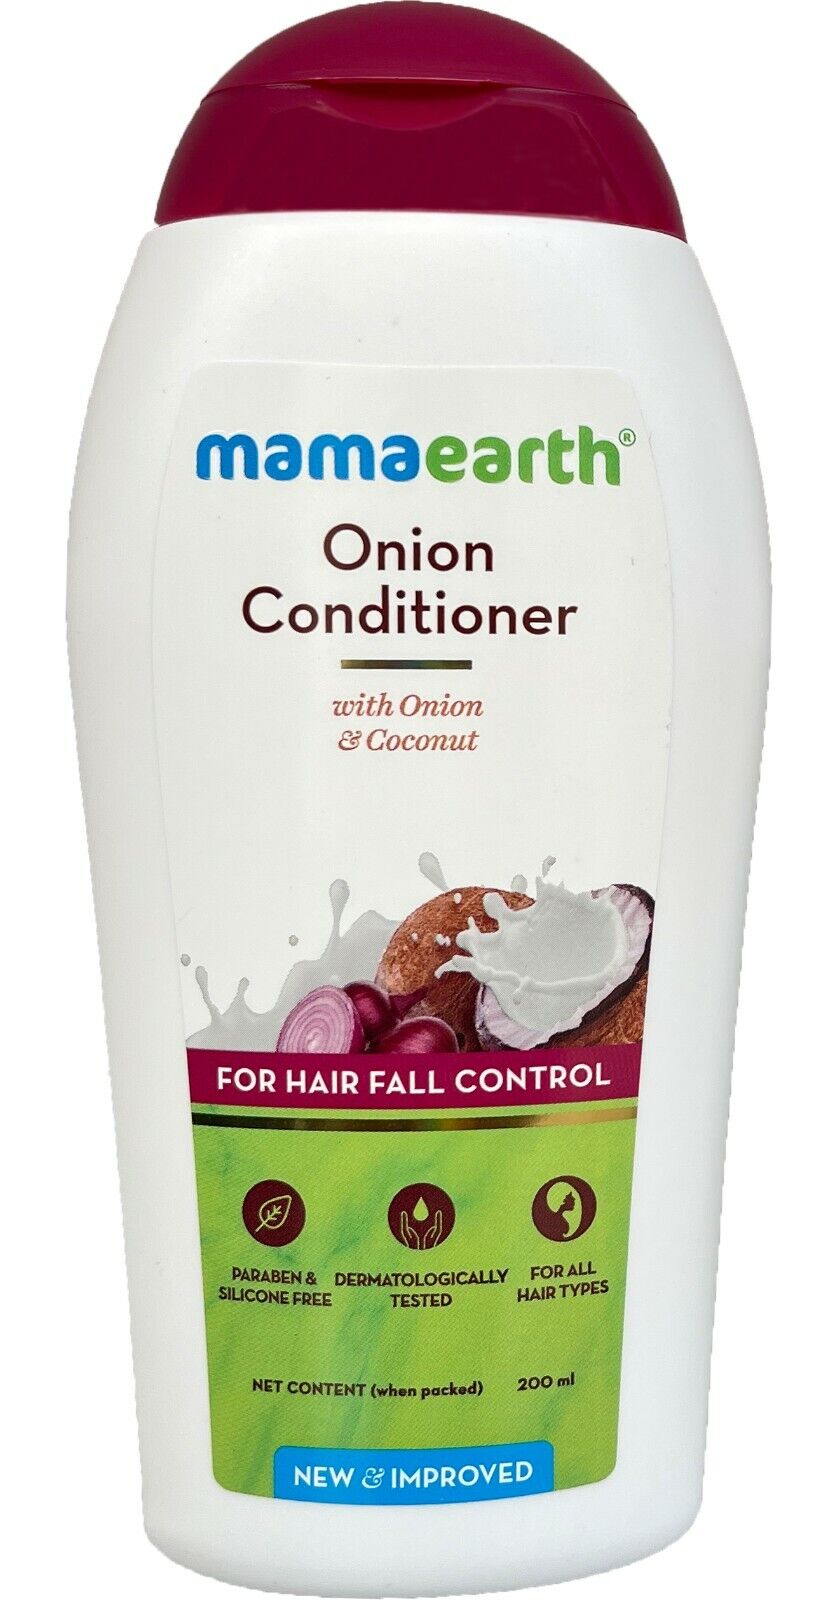 mamaearth®
Onion
Conditioner
with Onion
& Coconut
FOR HAIR FALL CONTROL
PARABEN &
SILICONE FREE
DERMATOLOGICALLY
TESTED
FOR ALL
HAIR TYPES
NET CONTENT (when packed) 200 ml
NEW & IMPROVED